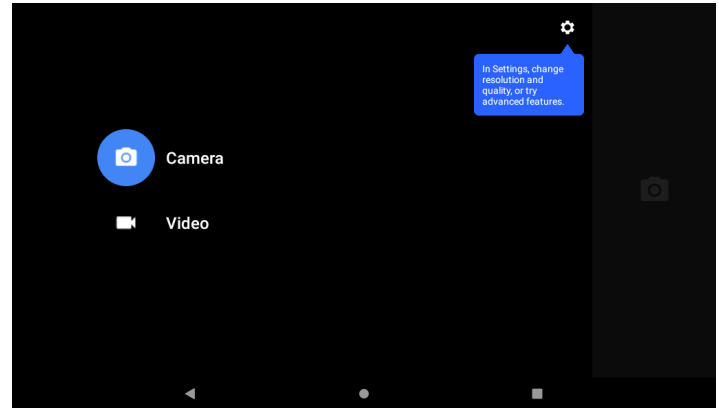 In Settings, change
resolution and
quality, or try
advanced features.
Camera
Video